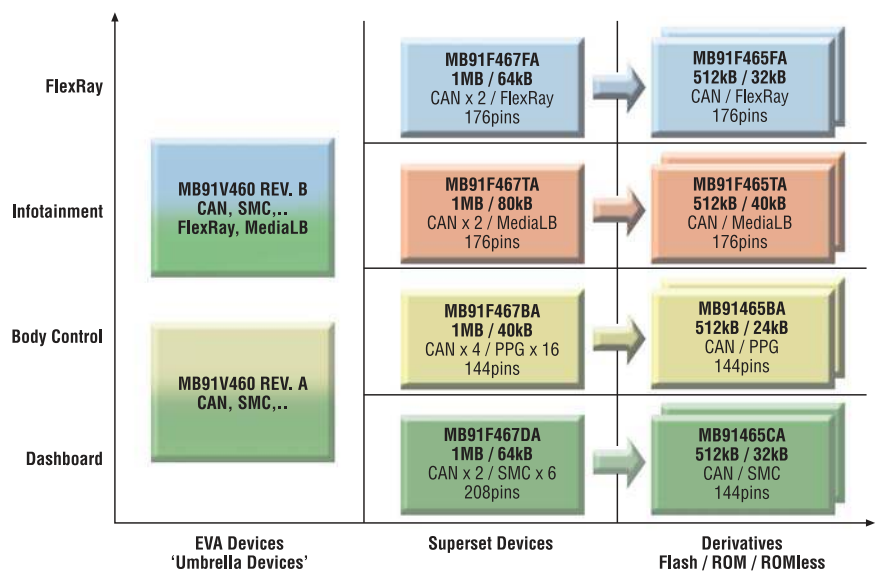 FlexRay
MB91F467FA
1MB / 64kB
CAN x 2 / FlexRay
176pins
MB91F465FA
512kB / 32kB
CAN / FlexRay
176pins
MB91V460 REV. B
CAN, SMC,..
FlexRay, MediaLB
Infotainment
MB91F467TA
1MB / 80kB
CAN x 2 / MediaLB
176pins
MB91F465TA
512kB / 40kB
CAN / MediaLB
176pins
Body Control
MB91F467BA
1MB / 40kB
CAN x 4 / PPG x 16
144pins
MB91465BA
512kB / 24kB
CAN / PPG
144pins
MB91V460 REV. A
CAN, SMC,..
Dashboard
MB91F467DA
1MB / 64kB
CAN x 2 / SMC x 6
208pins
MB91465CA
512kB / 32kB
CAN / SMC
144pins
EVA Devices
'Umbrella Devices'
Superset Devices
Derivatives
Flash / ROM / ROMless